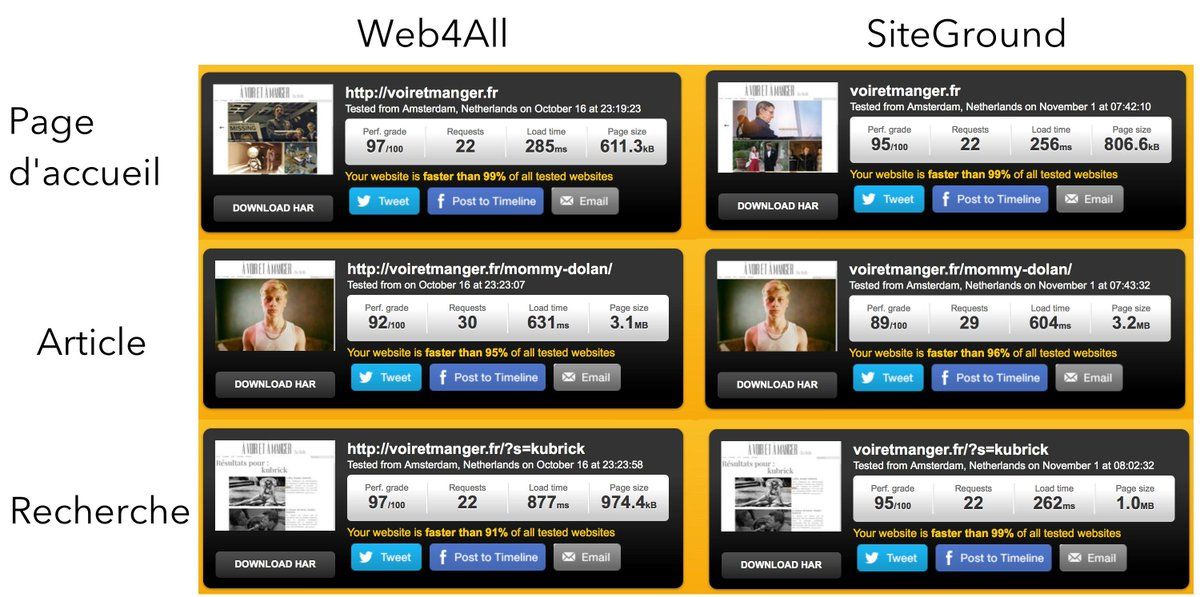 Web4All
SiteGround
Page
d'accueil
À VOIR ET À MANGER
MISSING
http://voiretmanger.fr
Tested from Amsterdam, Netherlands on October 16 at 23:19:23
Perf. grade Requests Load time Page size
97/100 22 285ms 611.3kB
Your website is faster than 99% of all tested websites
DOWNLOAD HAR
Tweet Post to Timeline Email
À VOIR ET À MANGER
voiretmanger.fr
Tested from Amsterdam, Netherlands on November 1 at 07:42:10
Perf. grade Requests Load time Page size
95/100 22 256ms 806.6kB
Your website is faster than 99% of all tested websites
DOWNLOAD HAR
Tweet Post to Timeline Email
Article
À VOIR ET À MANGER
http://voiretmanger.fr/mommy-dolan/
Tested from on October 16 at 23:23:07
Perf. grade Requests Load time Page size
92/100 30 631ms 3.1MB
Your website is faster than 95% of all tested websites
DOWNLOAD HAR
Tweet Post to Timeline Email
À VOIR ET À MANGER
voiretmanger.fr/mommy-dolan/
Tested from Amsterdam, Netherlands on November 1 at 07:43:32
Perf. grade Requests Load time Page size
89/100 29 604ms 3.2MB
Your website is faster than 96% of all tested websites
DOWNLOAD HAR
Tweet Post to Timeline Email
Recherche
À VOIR ET À MANGER
Résultats pour :
kubrick
http://voiretmanger.fr/?s=kubrick
Tested from Amsterdam, Netherlands on October 16 at 23:23:58
Perf. grade Requests Load time Page size
97/100 22 877ms 974.4kB
Your website is faster than 91% of all tested websites
DOWNLOAD HAR
Tweet Post to Timeline Email
À VOIR ET À MANGER
Résultats pour :
kubrick
voiretmanger.fr/?s=kubrick
Tested from Amsterdam, Netherlands on November 1 at 08:02:32
Perf. grade Requests Load time Page size
95/100 22 262ms 1.0MB
Your website is faster than 99% of all tested websites
DOWNLOAD HAR
Tweet Post to Timeline Email